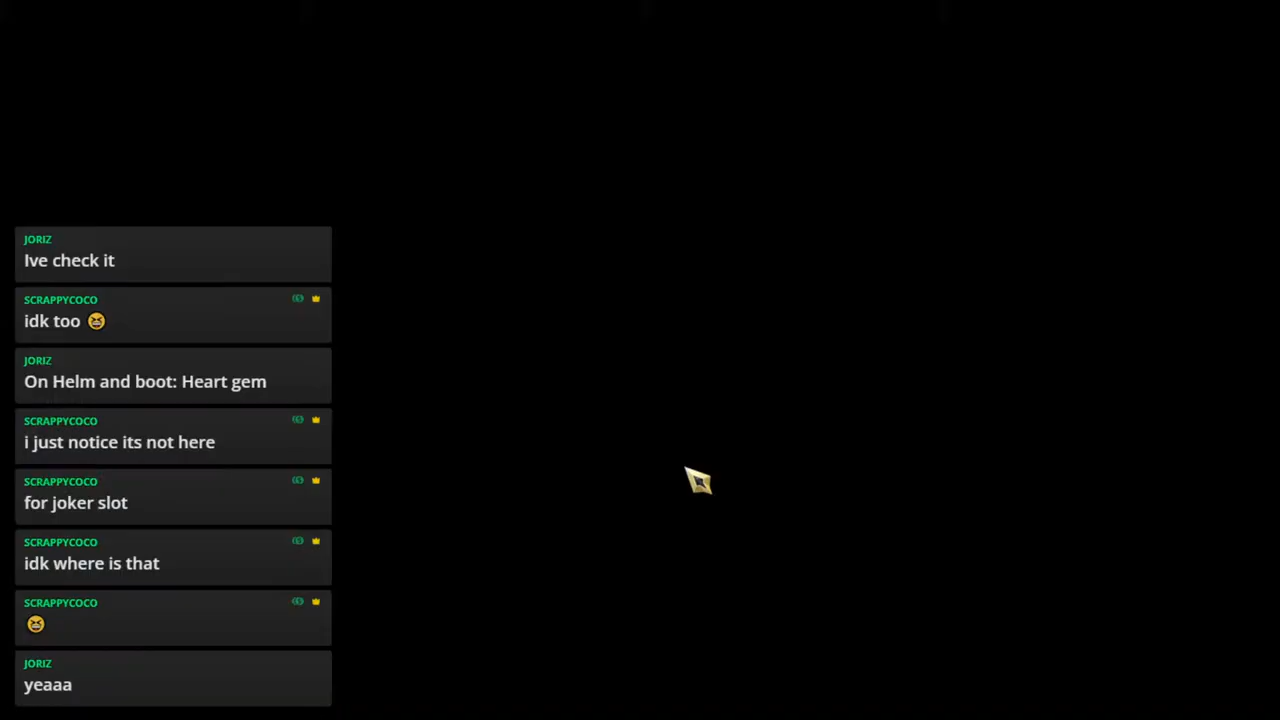 JORIZ
Ive check it
SCRAPPYCOCO
idk too 😆
JORIZ
On Helm and boot: Heart gem
SCRAPPYCOCO
i just notice its not here
SCRAPPYCOCO
for joker slot
SCRAPPYCOCO
idk where is that
SCRAPPYCOCO
😆
JORIZ
yeaaa